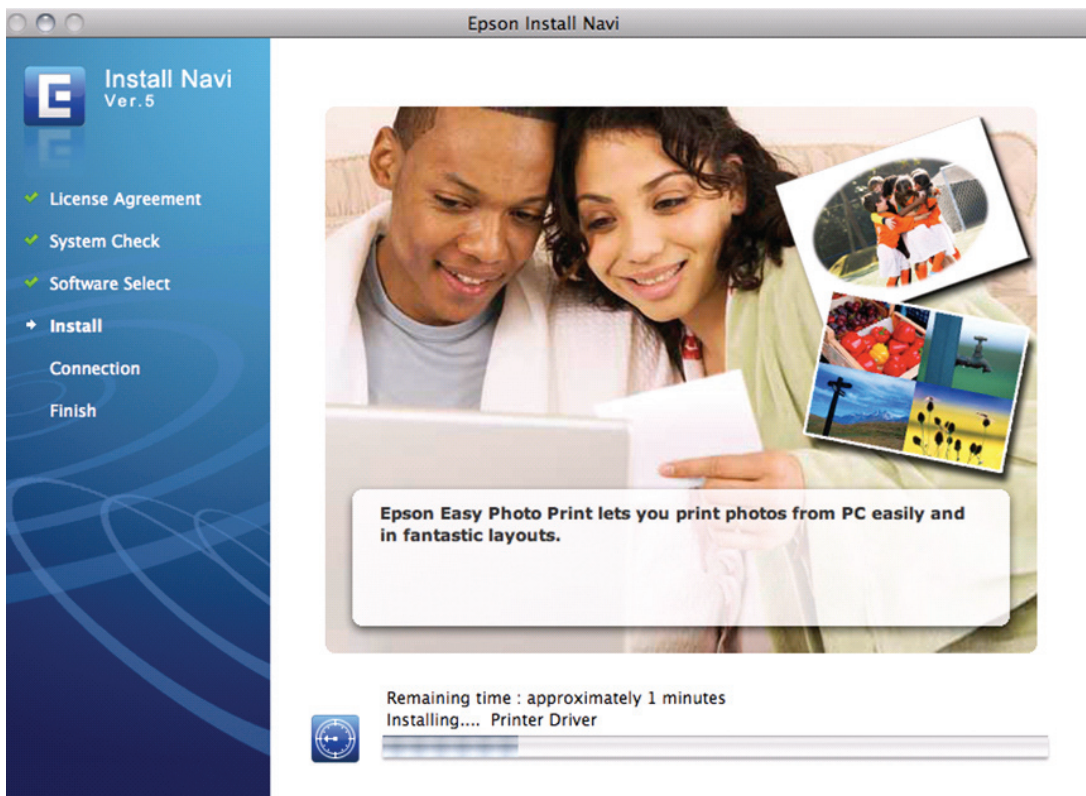 Epson Install Navi
Install Navi
Ver.5
License Agreement
System Check
Software Select
Install
Connection
Finish
Epson Easy Photo Print lets you print photos from PC easily and
in fantastic layouts.
Remaining time : approximately 1 minutes
Installing.... Printer Driver